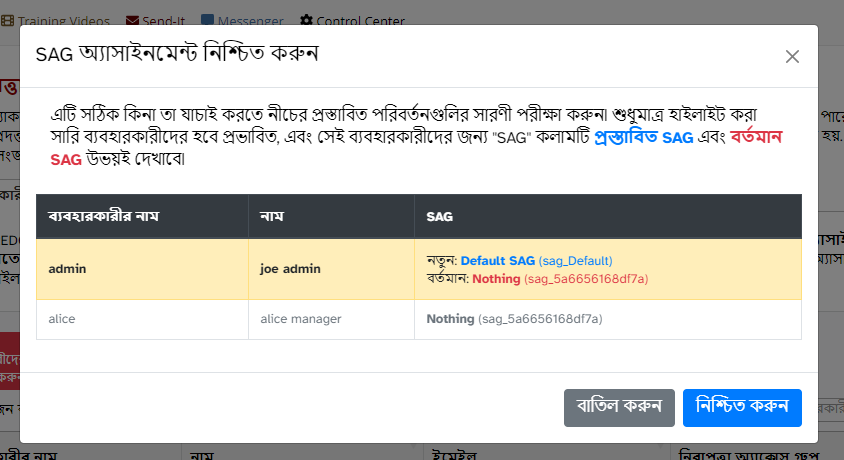 Training Videos Send-It Messenger Control Center
SAG অ্যাসাইনমেন্ট নিশ্চিত করুন
এটি সঠিক কিনা তা যাচাই করতে নীচের প্রস্তাবিত পরিবর্তনগুলির সারণী পরীক্ষা করুন। শুধুমাত্র হাইলাইট করা
সারি ব্যবহারকারীদের হবে প্রভাবিত, এবং সেই ব্যবহারকারীদের জন্য "SAG" কলামটি প্রস্তাবিত SAG এবং বর্তমান
SAG উভয়ই দেখাবে।
ব্যবহারকারীর নাম নাম SAG
admin joe admin নতুন: Default SAG (sag_Default)
বর্তমান: Nothing (sag_5a6656168df7a)
alice alice manager Nothing (sag_5a6656168df7a)
বাতিল করুন নিশ্চিত করুন
নাম ইমেইল নিরাপত্তা অ্যাক্সেস গ্রুপ